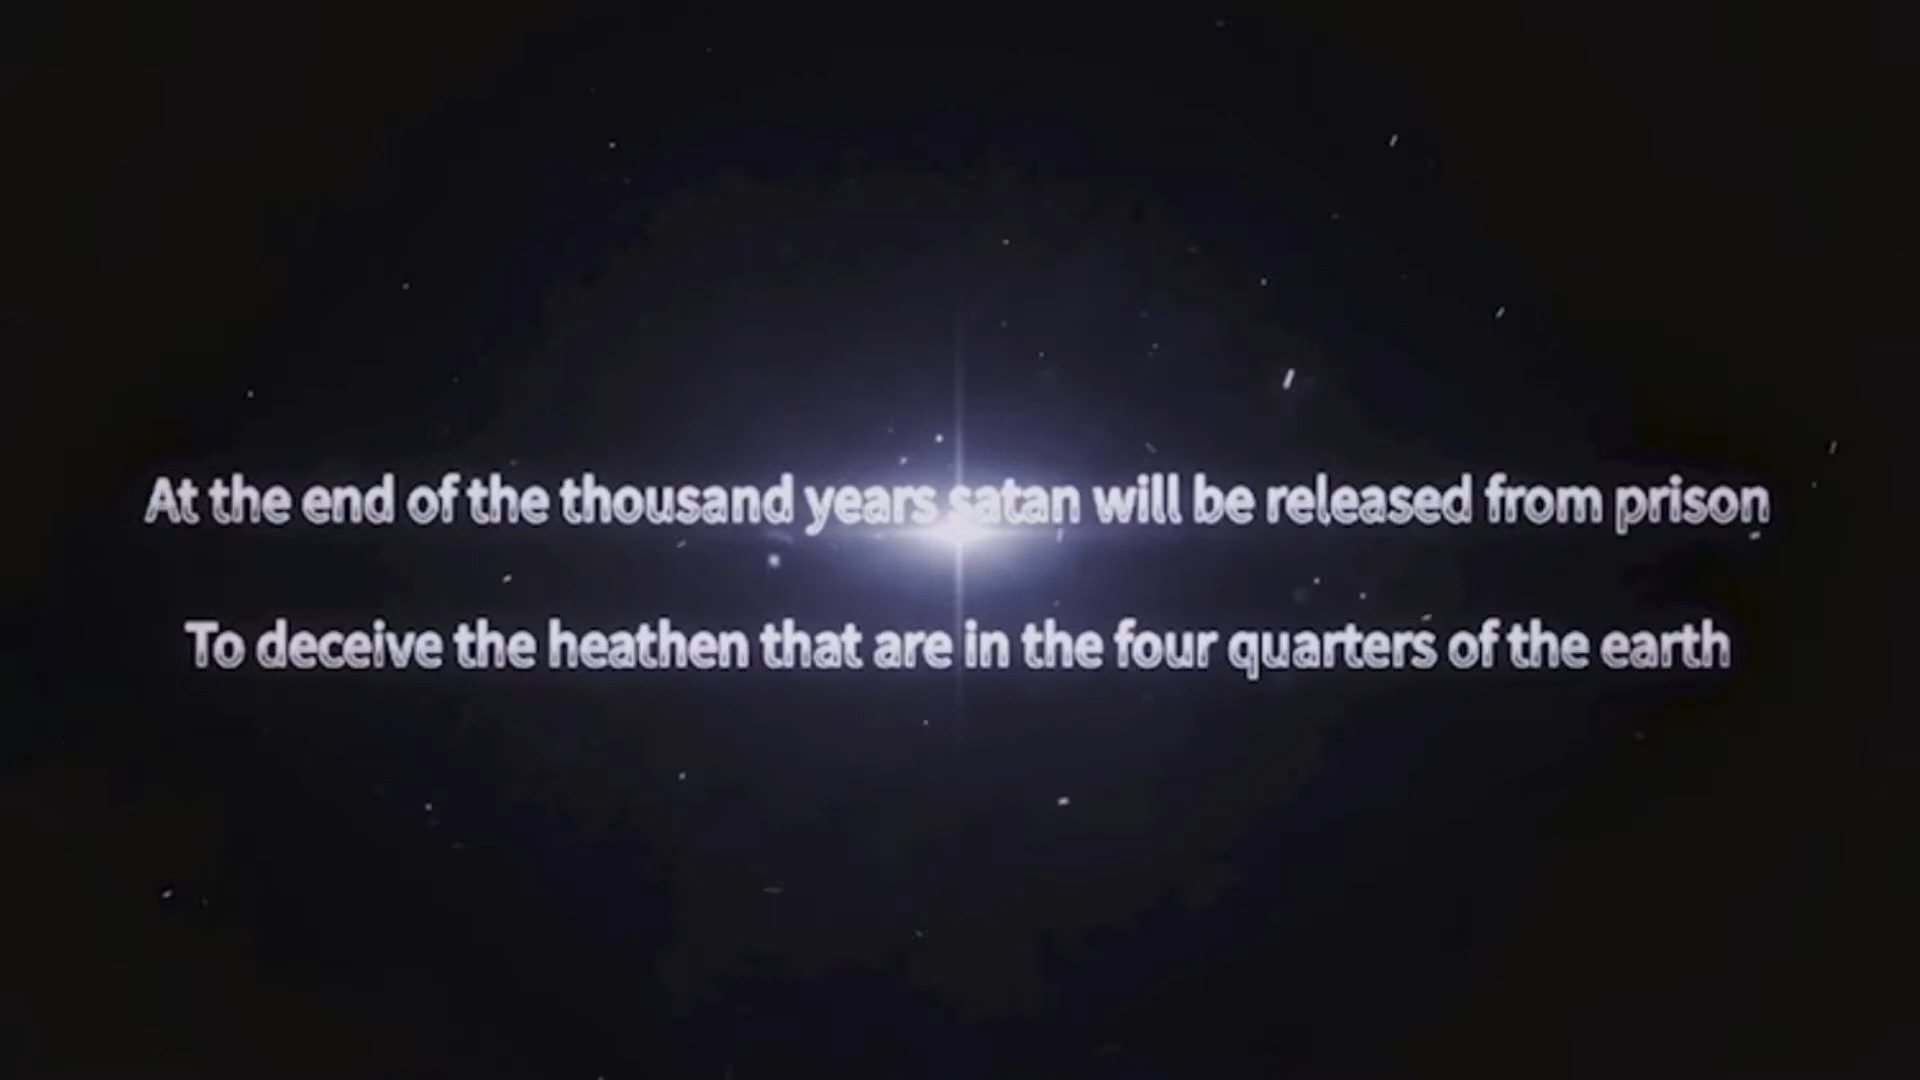 At the end of the thousand years satan will be released from prison
To deceive the heathen that are in the four quarters of the earth